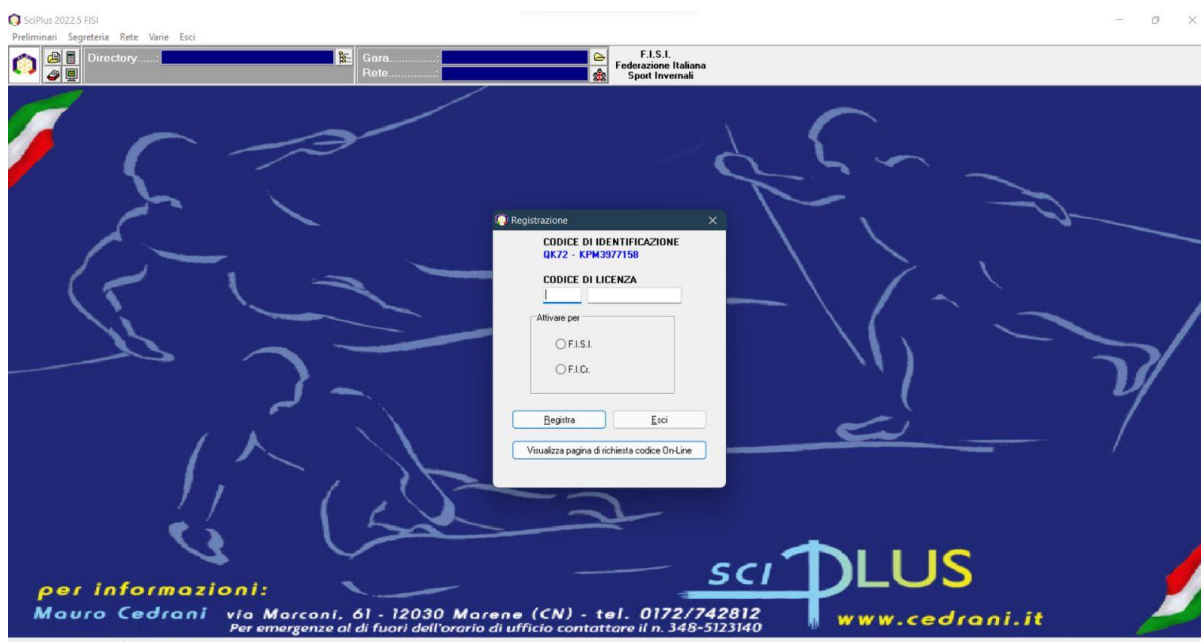 SciPlus 2022.5 FISI
Preliminari Segreteria Rete Varie Esci
Directory.....:
Gara..............:
Rete..............:
F.I.S.I.
Federazione Italiana
Sport Invernali
Registrazione
CODICE DI IDENTIFICAZIONE
QK72 - KPM3977158
CODICE DI LICENZA
Attivare per
F.I.S.I.
F.I.Cr.
Registra Esci
Visualizza pagina di richiesta codice On-Line
sci PLUS
per informazioni:
Mauro Cedrani via Marconi, 61 - 12030 Marene (CN) - tel. 0172/742812
Per emergenze al di fuori dell'orario di ufficio contattare il n. 348-5123140
www.cedrani.it